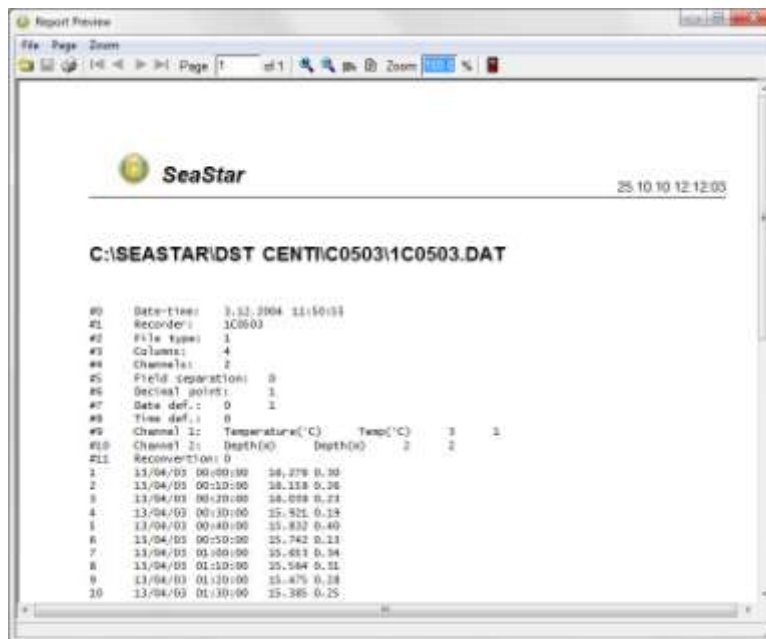 Report Preview
File Page Zoom
Page 1 of 1 Zoom %
SeaStar
25.10.10 12:12:03
C:\SEASTAR\DST CENTI\C0503\1C0503.DAT
#0 Date-time: 3.12.2004 11:50:55
#1 Recorder: 1C0503
#2 File type: 1
#3 Columns: 4
#4 Channels: 2
#5 Field separation: 0
#6 Decimal point: 1
#7 Date def.: 0 1
#8 Time def.: 0
#9 Channel 1: Temperature(°C) Temp(°C) 3 1
#10 Channel 2: Depth(m) Depth(m) 2 2
#11 Reconvertion: 0
1 13/04/03 00:00:00 16.279 0.30
2 13/04/03 00:10:00 16.158 0.26
3 13/04/03 00:20:00 0.23
4 13/04/03 00:30:00 15.921 0.19
5 13/04/03 00:40:00 15.832 0.40
6 13/04/03 00:50:00 15.742
7 13/04/03 01:00:00 15.653 0.34
8 13/04/03 01:10:00 15.564 0.31
9 13/04/03 01:20:00 15.475 0.28
10 13/04/03 01:30:00 15.385 0.25